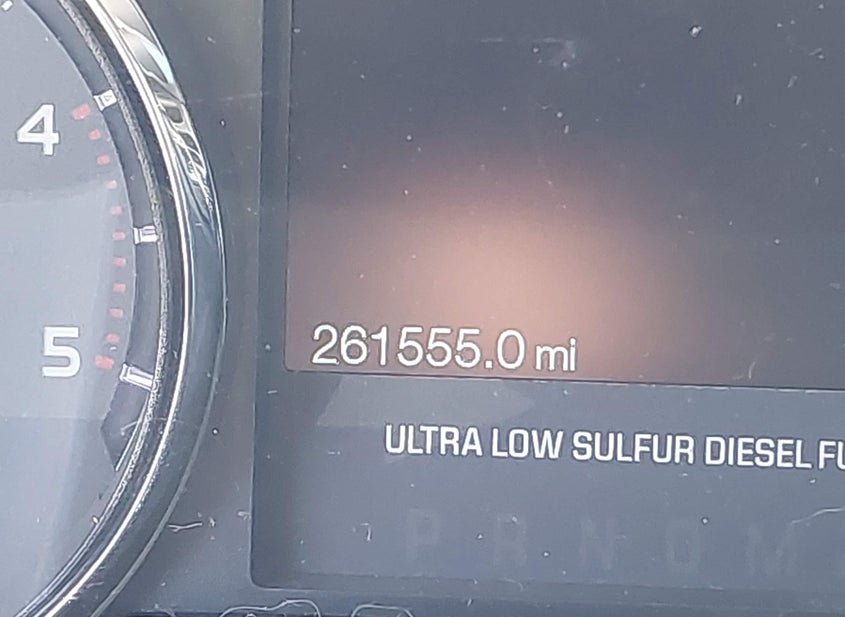 4
5
261555.0 mi
ULTRA LOW SULFUR DIESEL FU
P R N D M